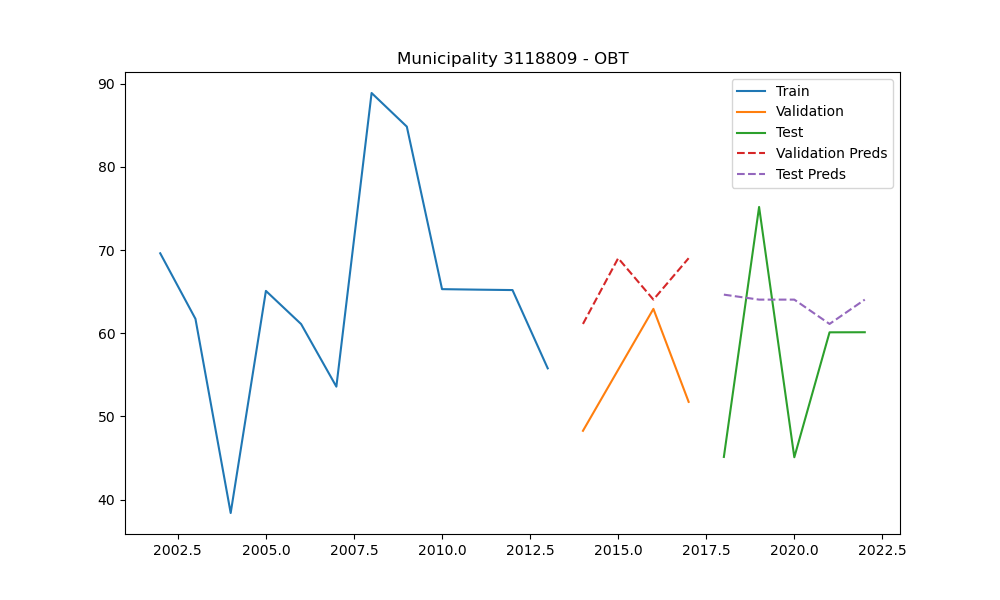 Municipality 3118809 - OBT
Train
Validation
Test
Validation Preds
Test Preds
90
80
70
60
50
40
2002.5 2005.0 2007.5 2010.0 2012.5 2015.0 2017.5 2020.0 2022.5